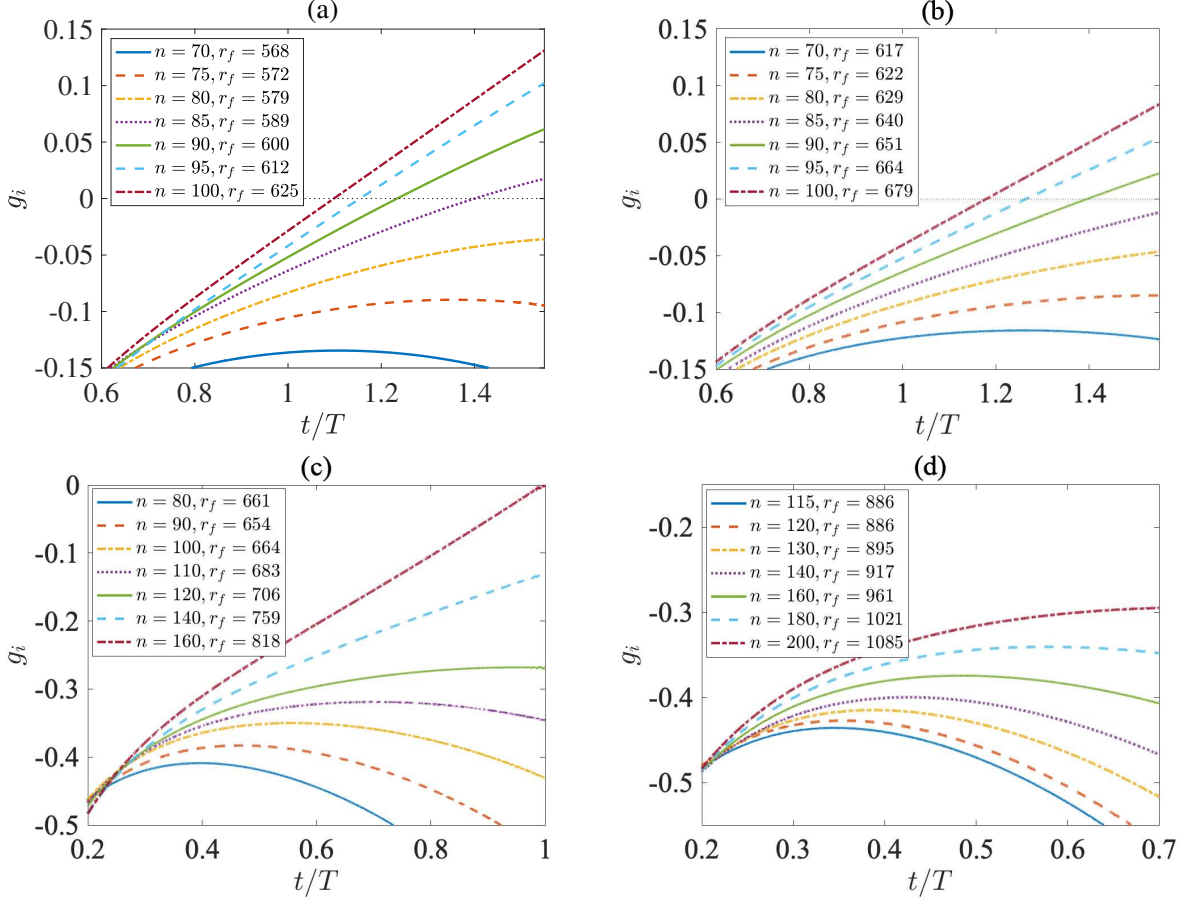 (a)
0.15
0.1
0.05
0
-0.05
-0.1
-0.15
g_i
n = 70, r_f = 568
n = 75, r_f = 572
n = 80, r_f = 579
n = 85, r_f = 589
n = 90, r_f = 600
n = 95, r_f = 612
n = 100, r_f = 625
0.6 0.8 1 1.2 1.4
t/T
(b)
0.15
0.1
0.05
0
-0.05
-0.1
-0.15
g_i
n = 70, r_f = 617
n = 75, r_f = 622
n = 80, r_f = 629
n = 85, r_f = 640
n = 90, r_f = 651
n = 95, r_f = 664
n = 100, r_f = 679
0.6 0.8 1 1.2 1.4
t/T
(c)
0
-0.1
-0.2
-0.3
-0.4
-0.5
g_i
n = 80, r_f = 661
n = 90, r_f = 654
n = 100, r_f = 664
n = 110, r_f = 683
n = 120, r_f = 706
n = 140, r_f = 759
n = 160, r_f = 818
0.2 0.4 0.6 0.8 1
t/T
(d)
-0.2
-0.3
-0.4
-0.5
g_i
n = 115, r_f = 886
n = 120, r_f = 886
n = 130, r_f = 895
n = 140, r_f = 917
n = 160, r_f = 961
n = 180, r_f = 1021
n = 200, r_f = 1085
0.2 0.3 0.4 0.5 0.6 0.7
t/T